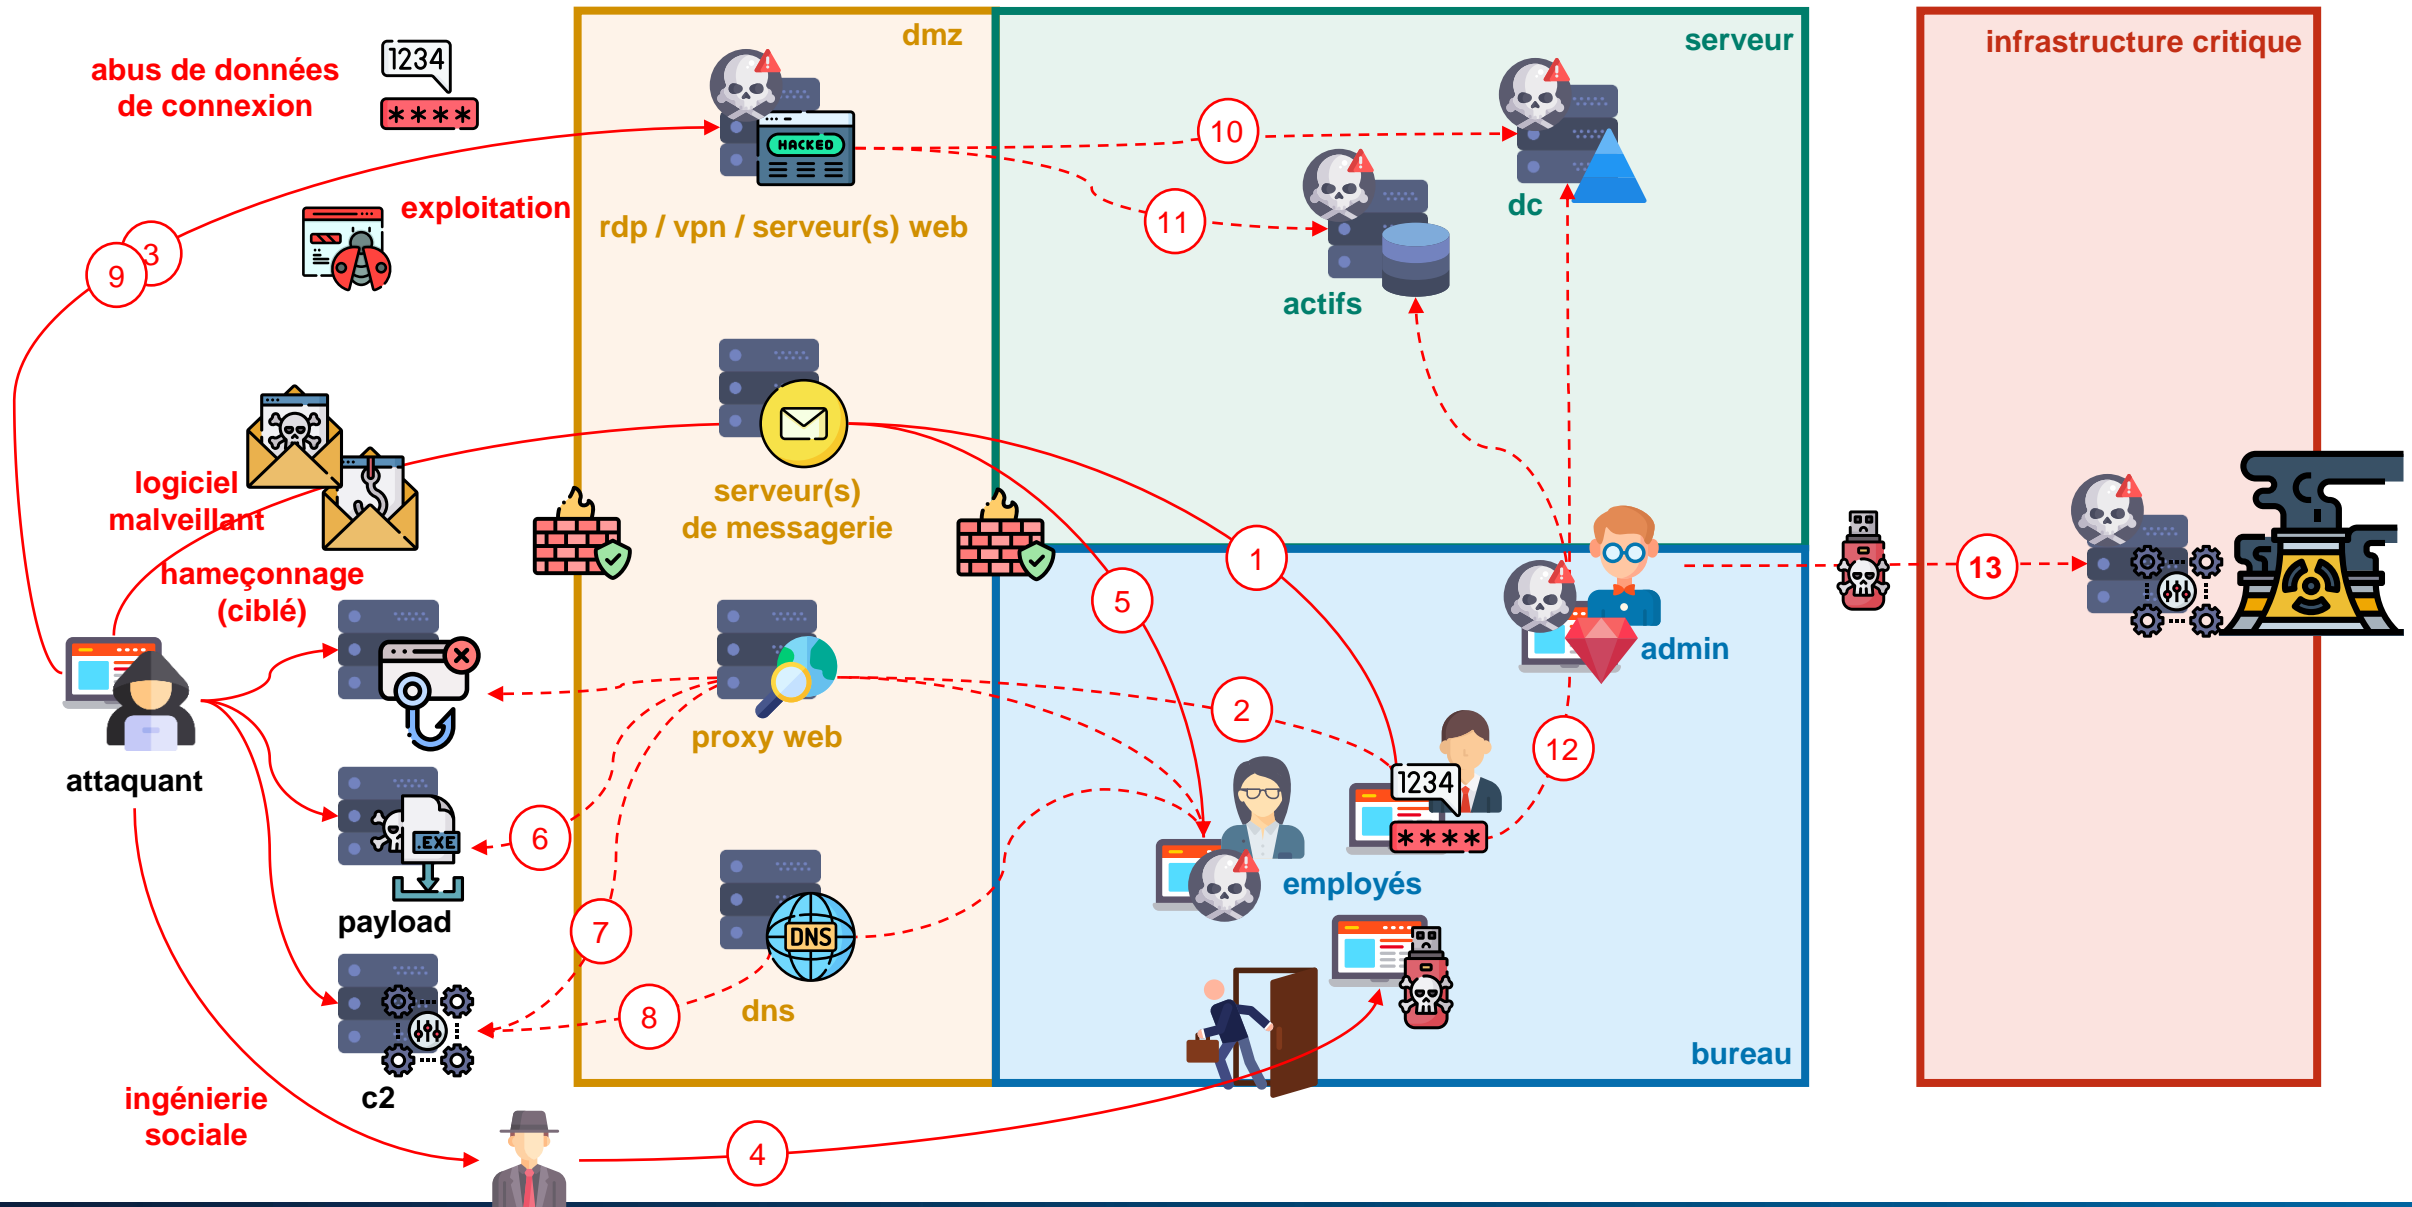 dmz
serveur
infrastructure critique
abus de données
de connexion
1234
****
HACKED
10
exploitation
rdp / vpn / serveur(s) web
11
dc
3
9
actifs
logiciel
malveillant
serveur(s)
de messagerie
hameçonnage
(ciblé)
1
5
13
admin
2
proxy web
12
attaquant
1234
****
6
.EXE
payload
employés
7
DNS
8
dns
bureau
c2
ingénierie
sociale
4